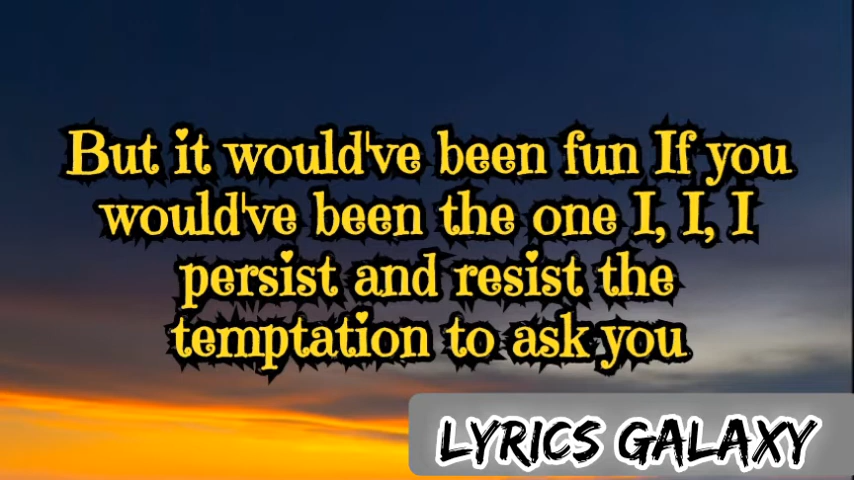 But it would've been fun If you
would've been the one I, I, I
persist and resist the
temptation to ask you
LYRICS GALAXY